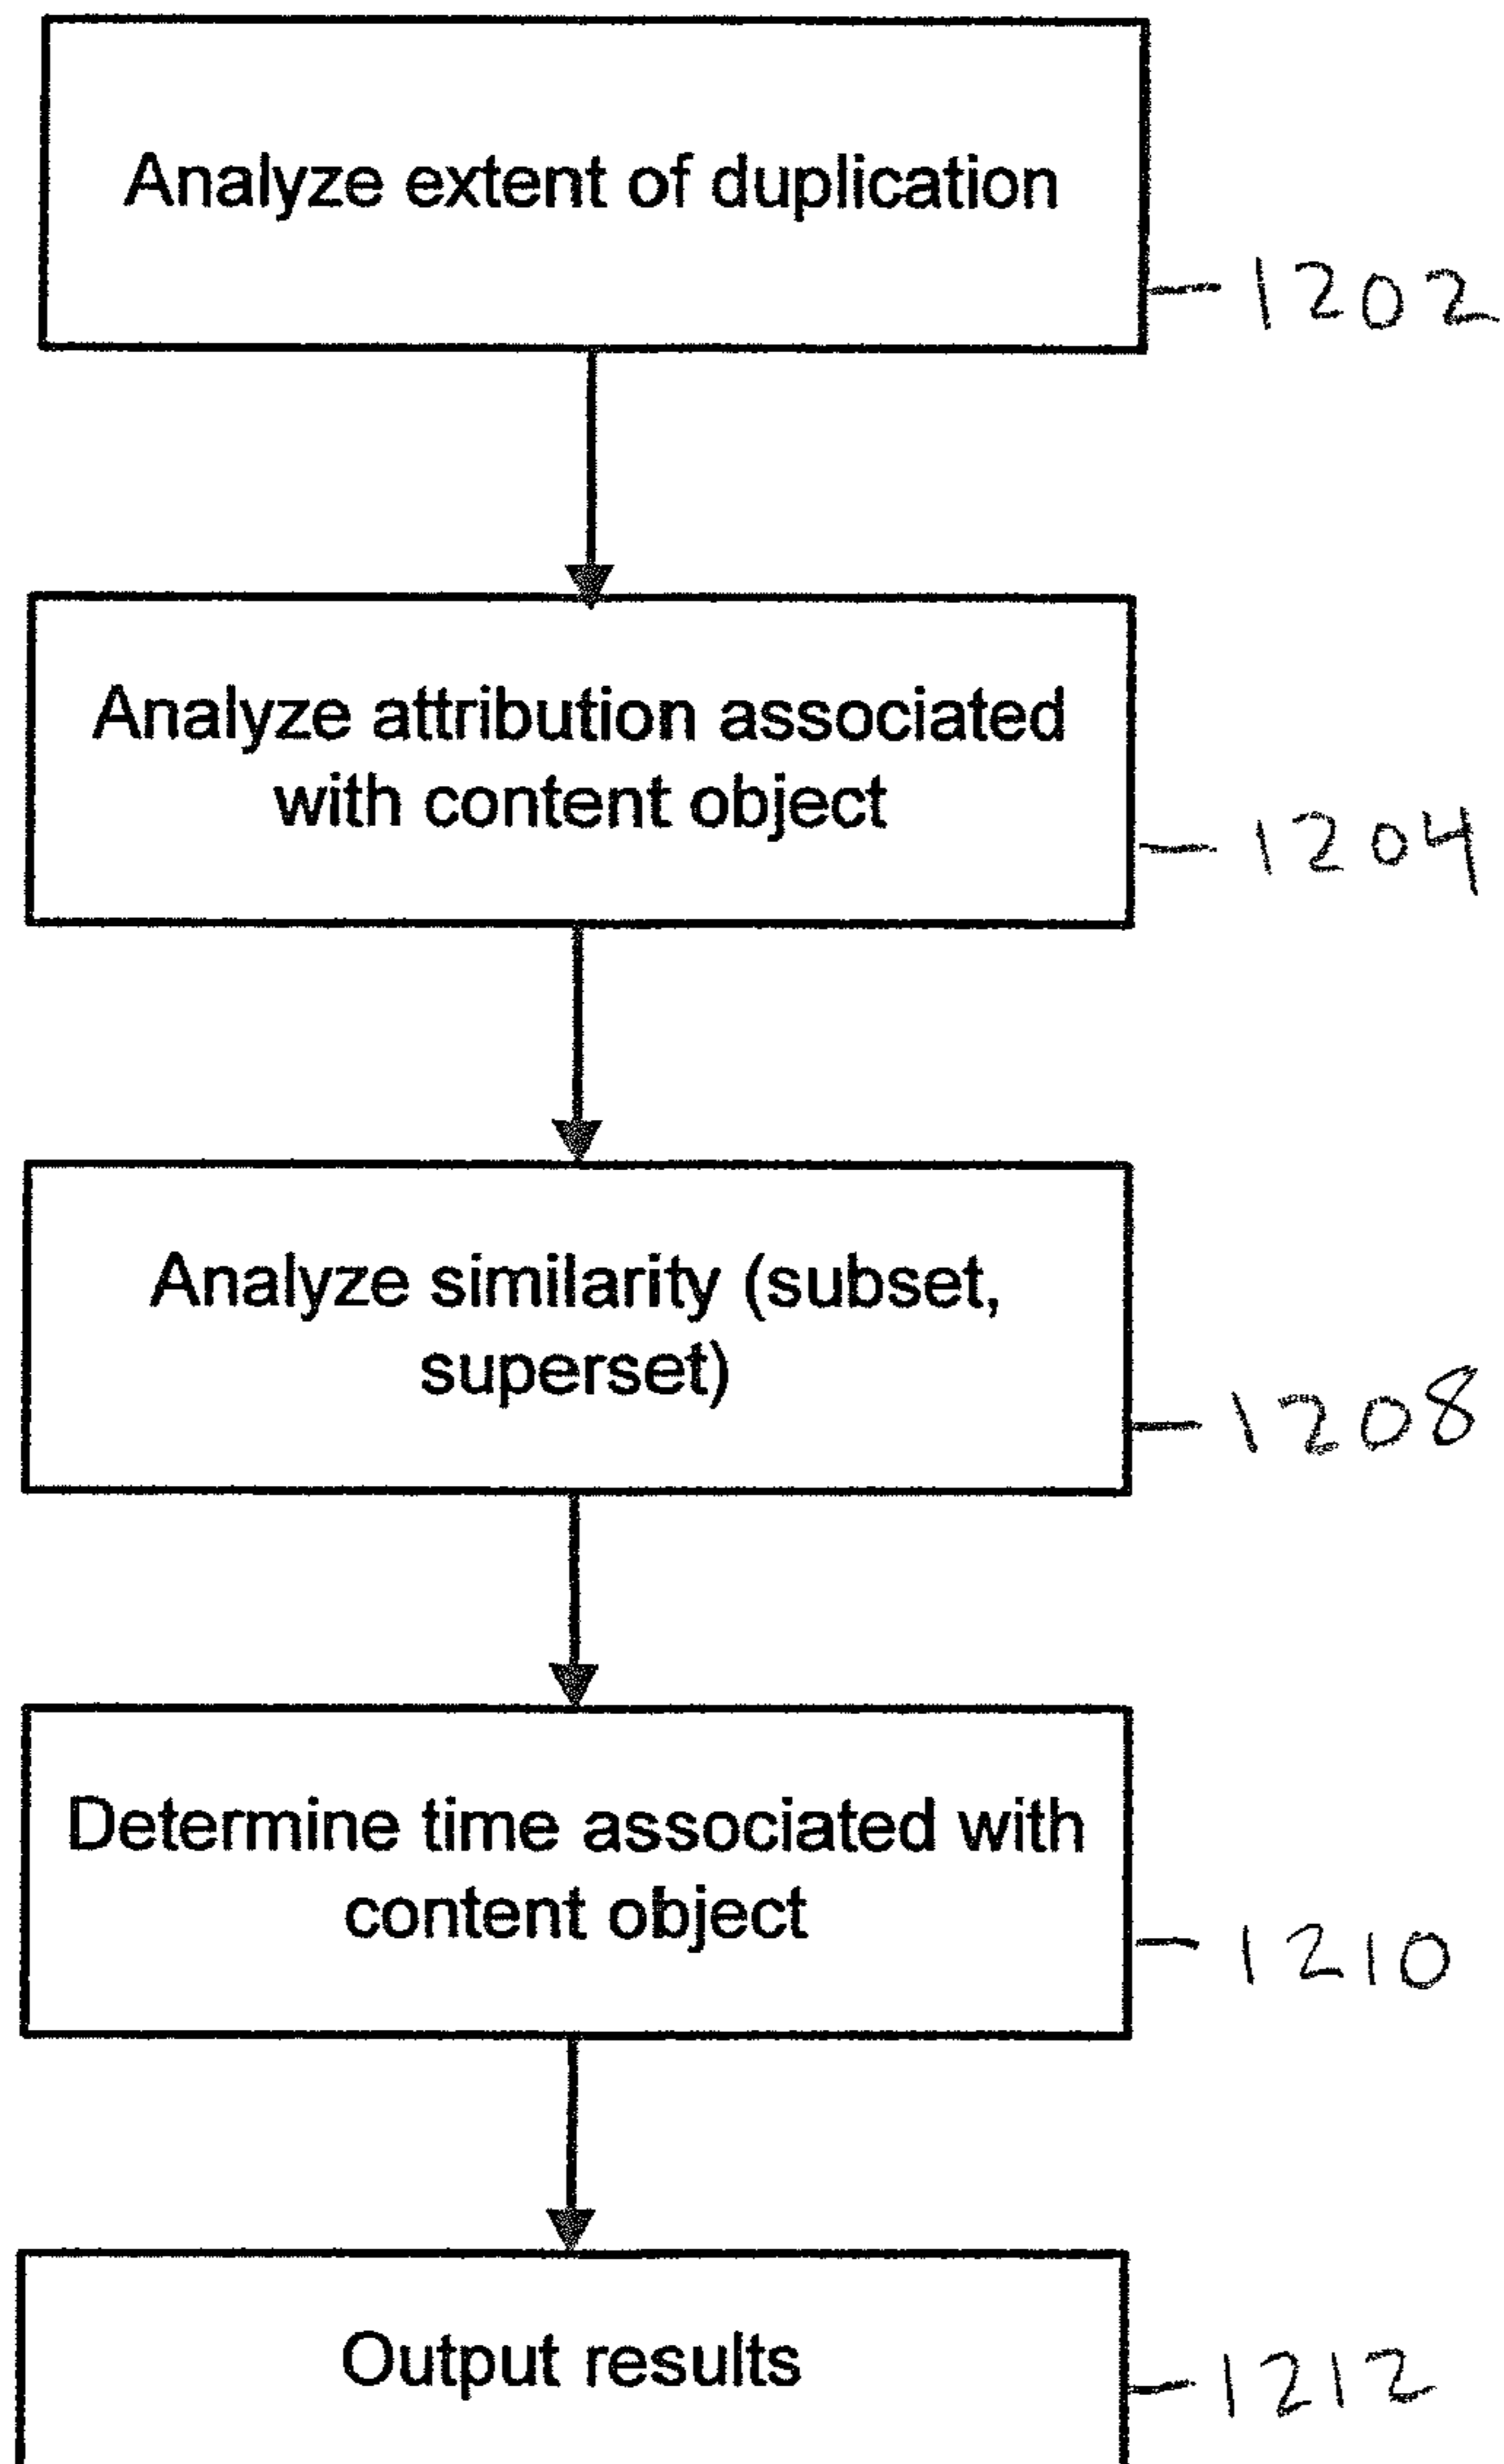 Analyze extent of duplication
1202
Analyze attribution associated
with content object
1204
Analyze similarity (subset,
superset)
1208
Determine time associated with
content object
1210
Output results
1212